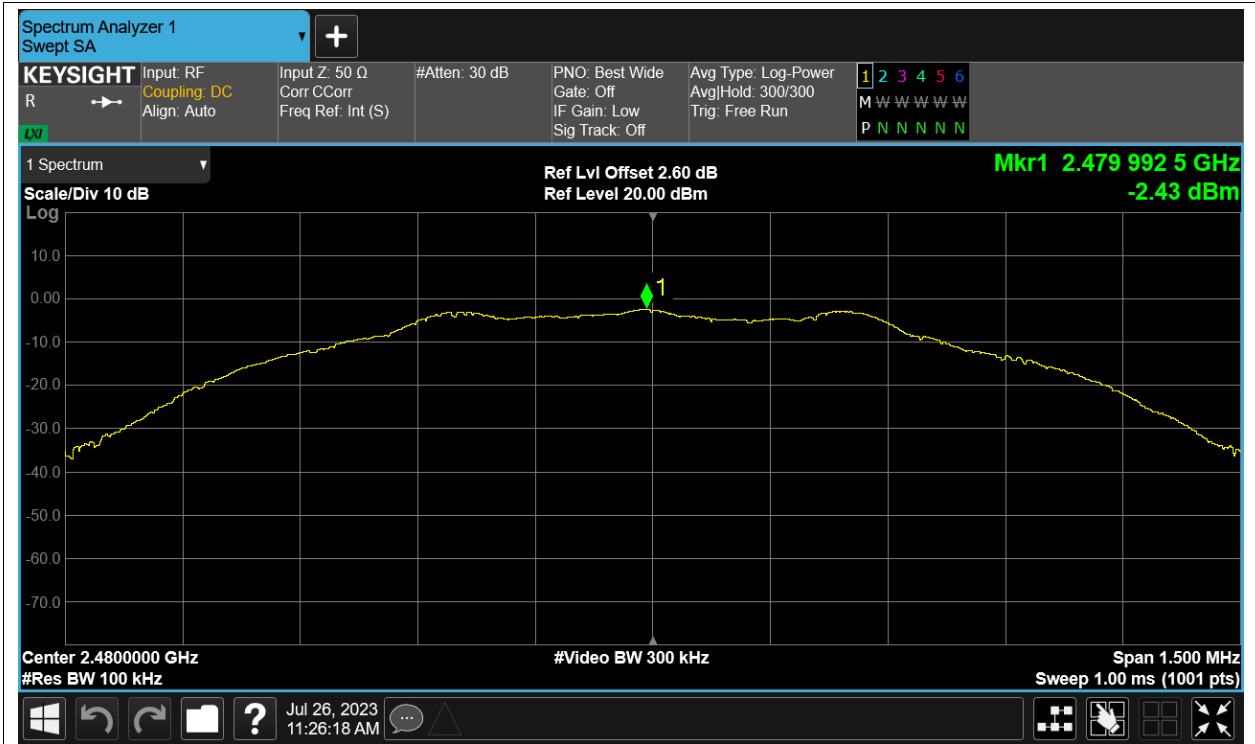 Spectrum Analyzer 1
Swept SA
KEYSIGHT
R
LXI
Input: RF
Coupling: DC
Align: Auto
Input Z: 50 Ω
Corr CCorr
Freq Ref: Int (S)
#Atten: 30 dB
PNO: Best Wide
Gate: Off
IF Gain: Low
Sig Track: Off
Avg Type: Log-Power
Avg|Hold: 300/300
Trig: Free Run
1 2 3 4 5 6
M W W W W W
P N N N N N
1 Spectrum
Scale/Div 10 dB
Log
Ref Lvl Offset 2.60 dB
Ref Level 20.00 dBm
Mkr1 2.479 992 5 GHz
-2.43 dBm
1
10.0
0.00
-10.0
-20.0
-30.0
-40.0
-50.0
-60.0
-70.0
Center 2.4800000 GHz
#Res BW 100 kHz
#Video BW 300 kHz
Span 1.500 MHz
Sweep 1.00 ms (1001 pts)
?
Jul 26, 2023
11:26:18 AM